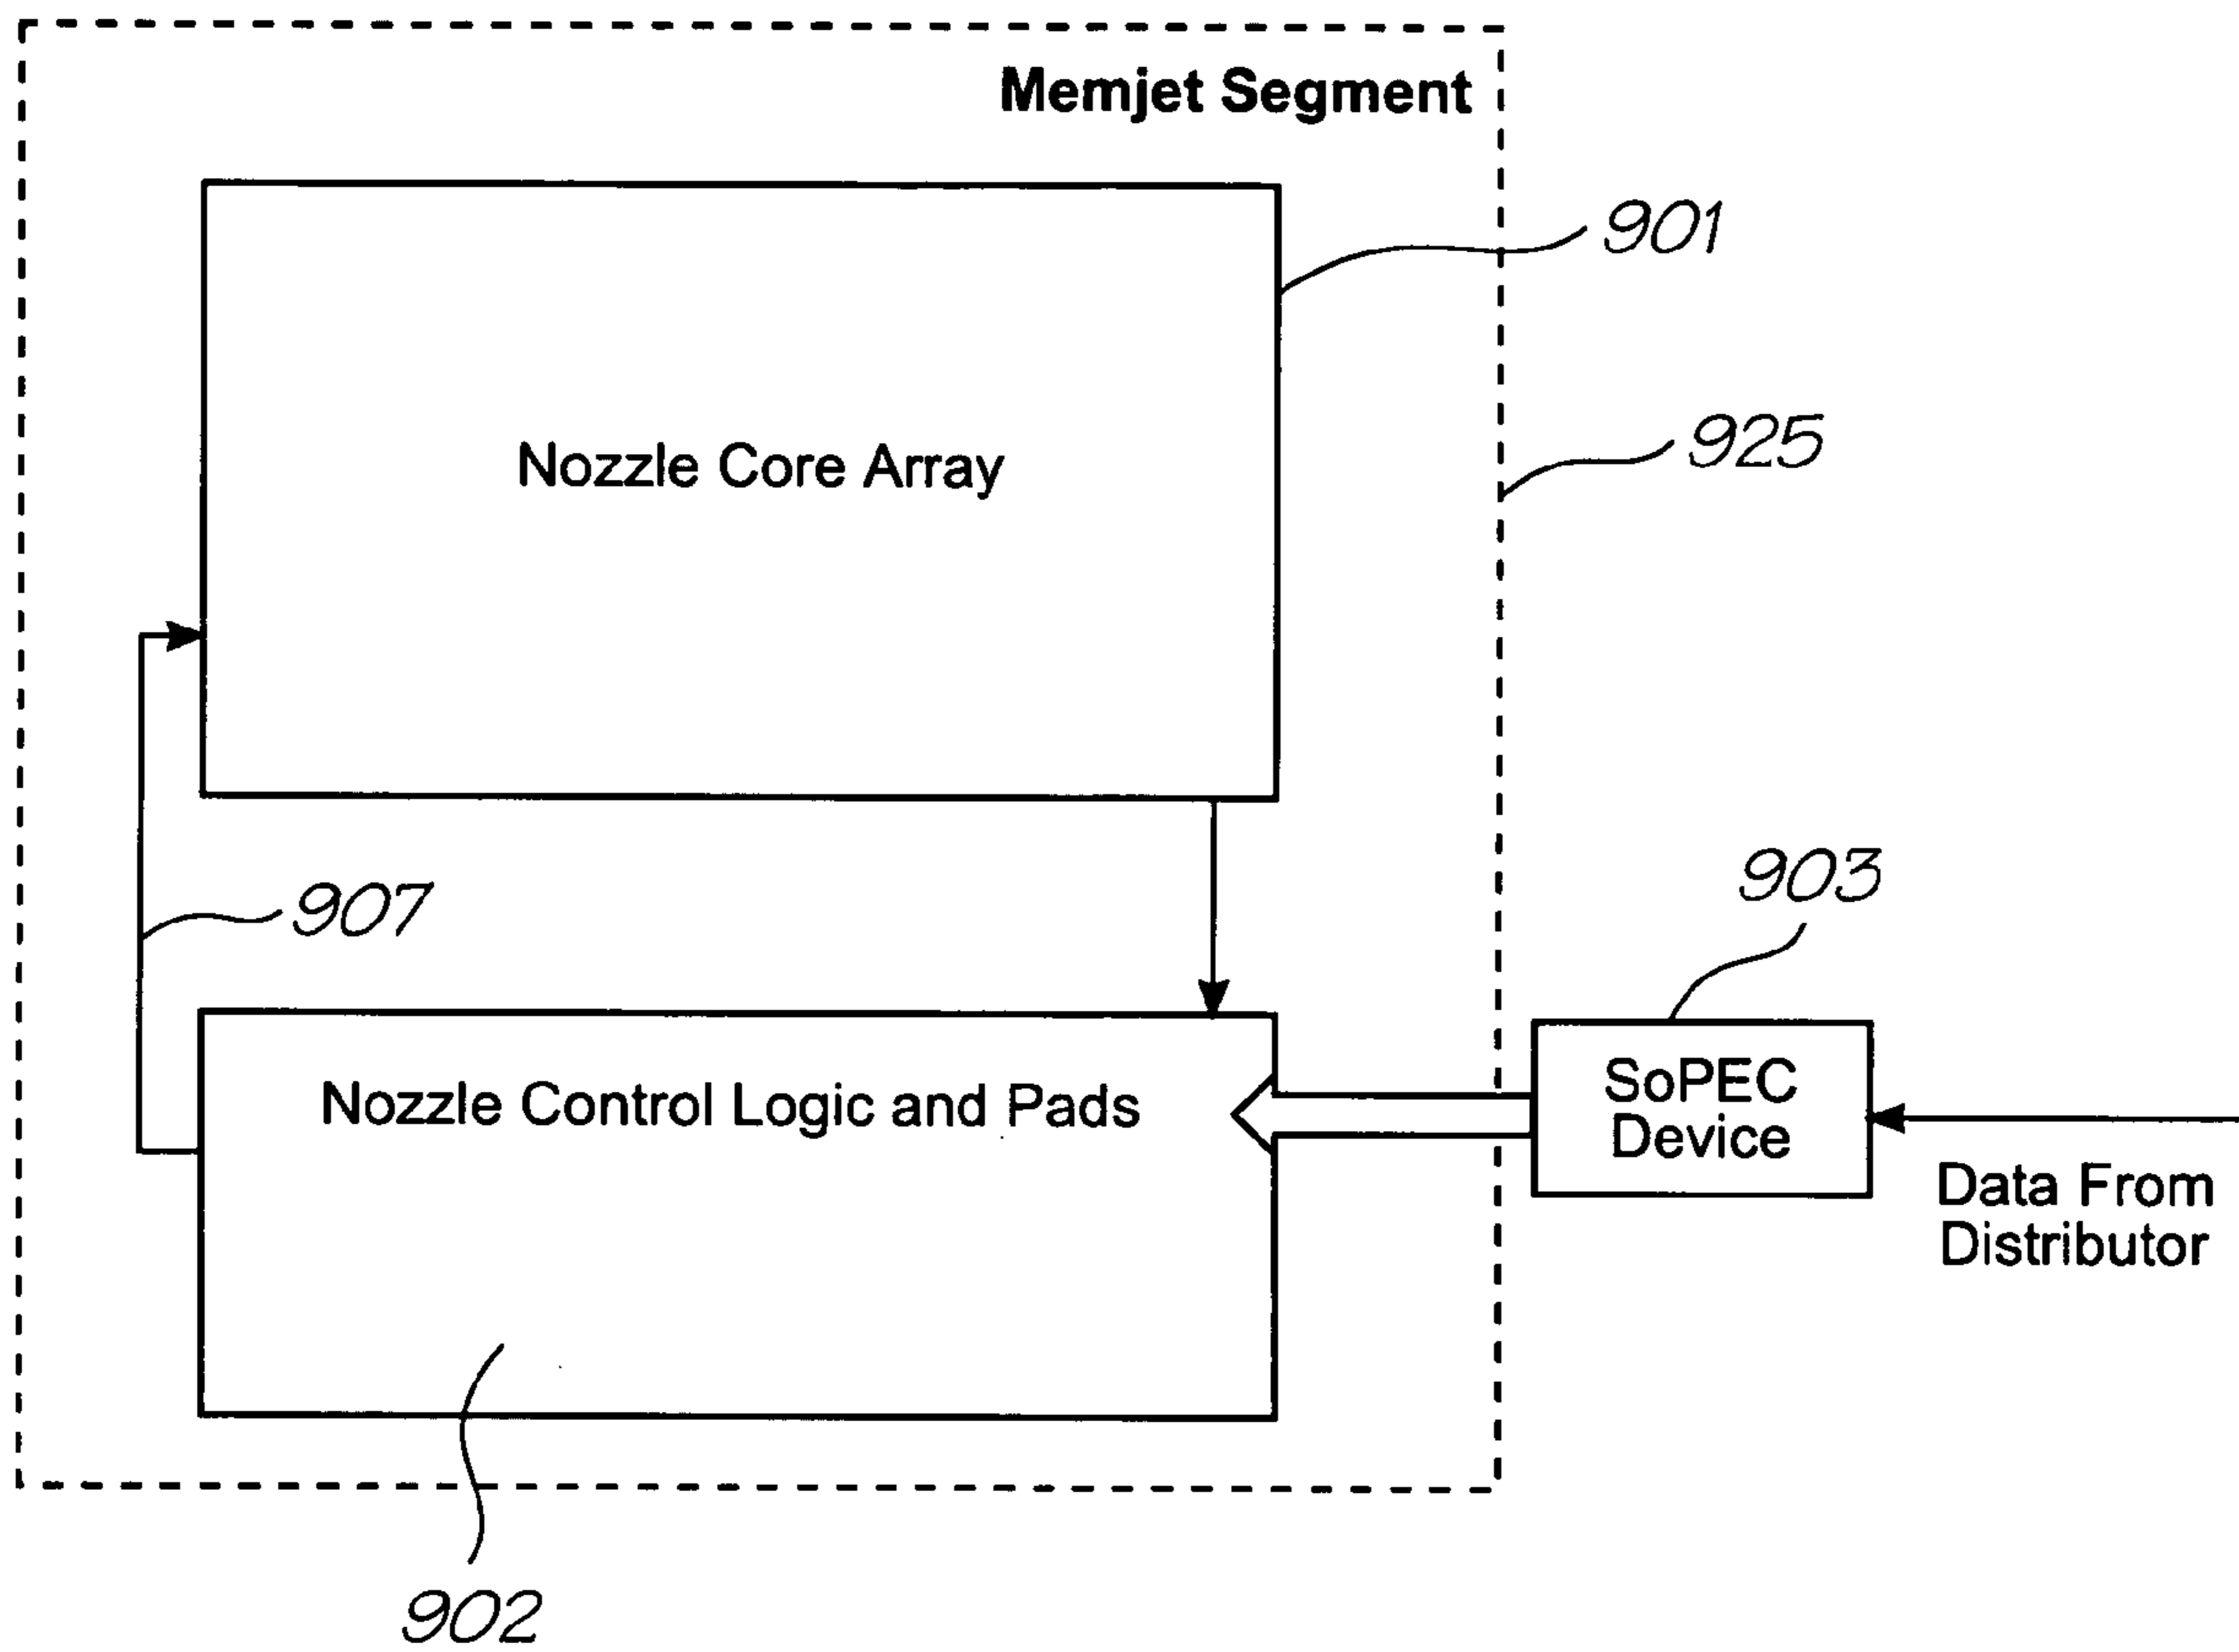 Memjet Segment
901
Nozzle Core Array
925
903
907
SoPEC
Device
Nozzle Control Logic and Pads
Data From
Distributor
902